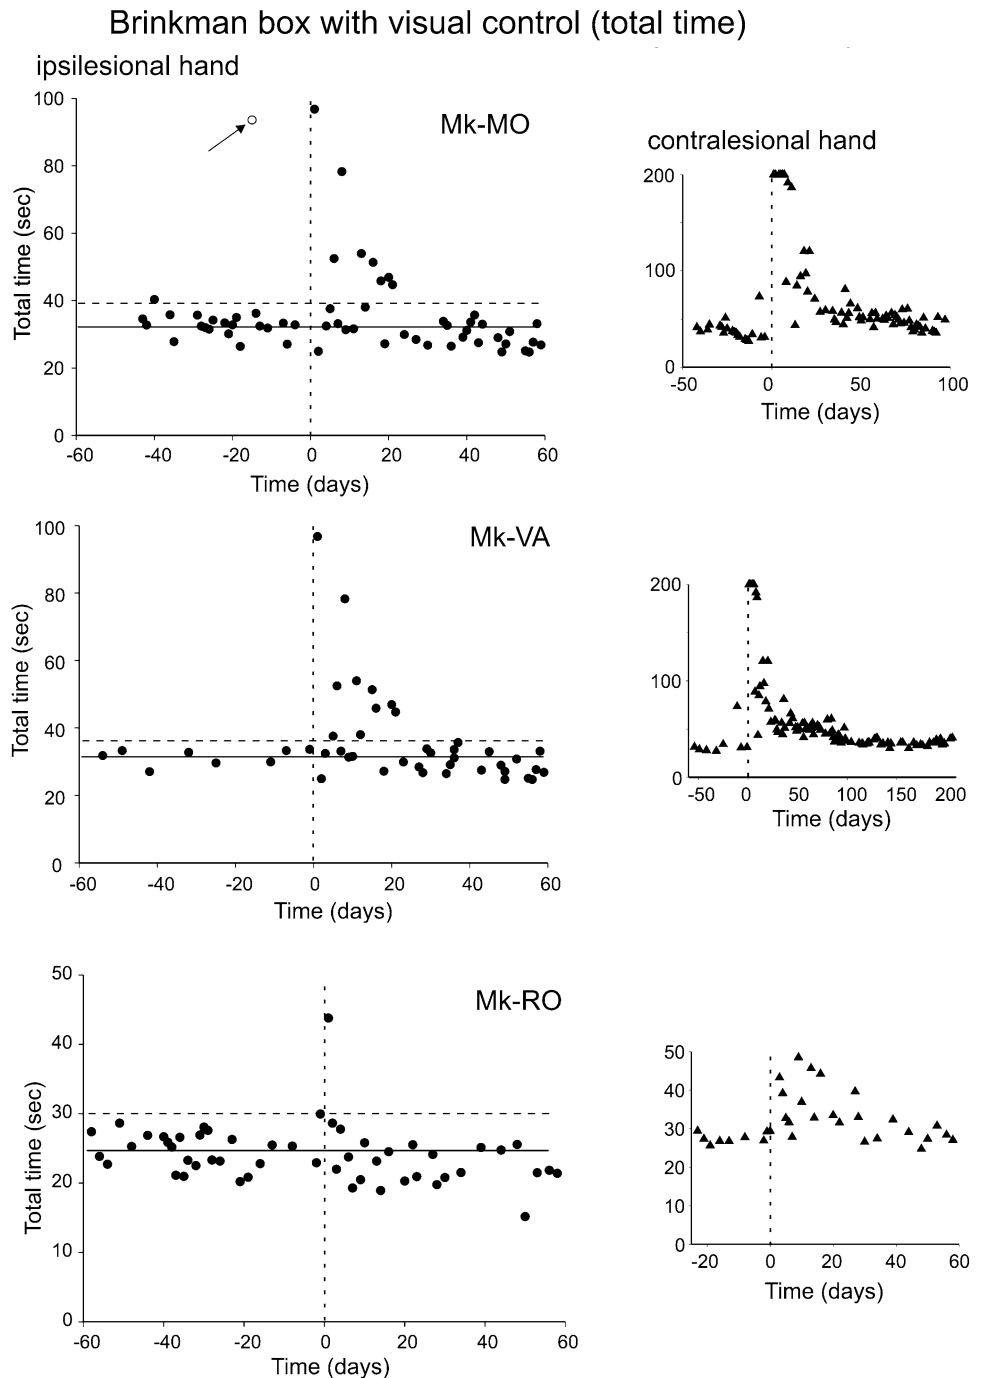 Brinkman box with visual control (total time)
ipsilesional hand
Mk-MO
100
80
60
40
20
0
Total time (sec)
-60 -40 -20 0 20 40 60
Time (days)
contralesional hand
200
100
0
-50 0 50 100
Time (days)
Mk-VA
100
80
60
40
20
0
Total time (sec)
-60 -40 -20 0 20 40 60
Time (days)
200
100
0
-50 0 50 100 150 200
Time (days)
Mk-RO
50
40
30
20
10
0
Total time (sec)
-60 -40 -20 0 20 40 60
Time (days)
50
40
30
20
10
0
-20 0 20 40 60
Time (days)